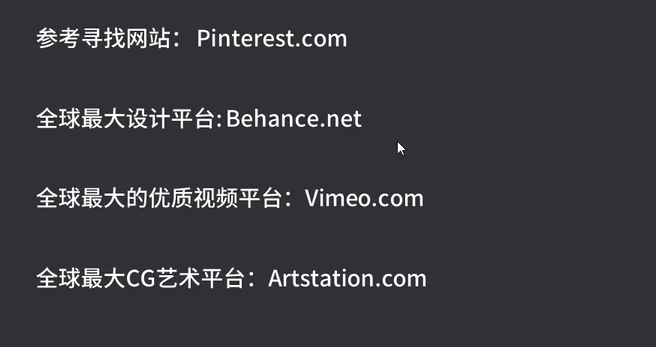 参考寻找网站： Pinterest.com
全球最大设计平台: Behance.net
全球最大的优质视频平台：Vimeo.com
全球最大CG艺术平台：Artstation.com